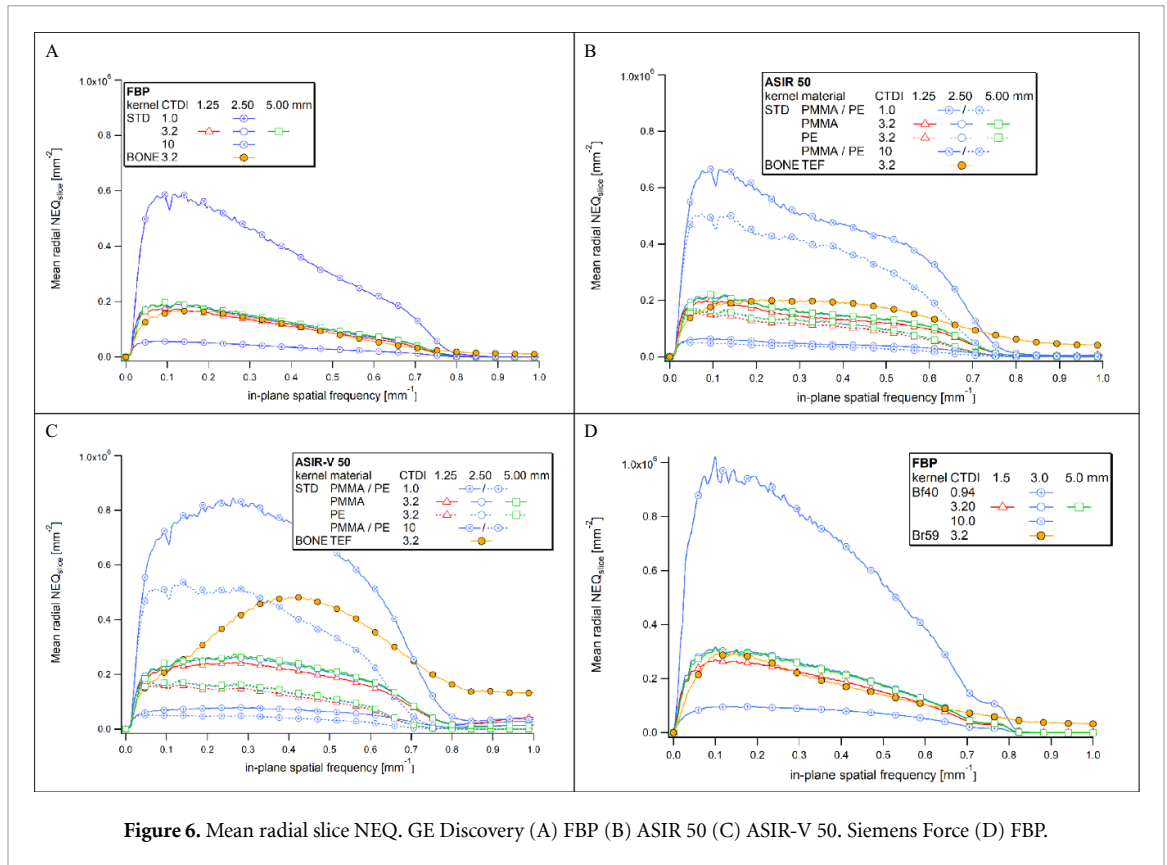 A
FBP
kernel CTDI 1.25 2.50 5.00 mm
STD 1.0
3.2
10
BONE 3.2
1.0x10⁶
0.8
0.6
0.4
0.2
0.0
Mean radial NEQslice [mm⁻²]
0.0 0.1 0.2 0.3 0.4 0.5 0.6 0.7 0.8 0.9 1.0
in-plane spatial frequency [mm⁻¹]
B
ASIR 50
kernel material CTDI 1.25 2.50 5.00 mm
STD PMMA / PE 1.0 /
PMMA 3.2
PE 3.2
PMMA / PE 10 /
BONE TEF 3.2
1.0x10⁶
0.8
0.6
0.4
0.2
0.0
Mean radial NEQslice [mm⁻²]
0.0 0.1 0.2 0.3 0.4 0.5 0.6 0.7 0.8 0.9 1.0
in-plane spatial frequency [mm⁻¹]
C
ASIR-V 50
kernel material CTDI 1.25 2.50 5.00 mm
STD PMMA / PE 1.0 /
PMMA 3.2
PE 3.2
PMMA / PE 10 /
BONE TEF 3.2
1.0x10⁶
0.8
0.6
0.4
0.2
0.0
Mean radial NEQslice [mm⁻²]
0.0 0.1 0.2 0.3 0.4 0.5 0.6 0.7 0.8 0.9 1.0
in-plane spatial frequency [mm⁻¹]
D
FBP
kernel CTDI 1.5 3.0 5.0 mm
Bf40 0.94
3.20
10.0
Br59 3.2
1.0x10⁶
0.8
0.6
0.4
0.2
0.0
Mean radial NEQslice [mm⁻²]
0.0 0.1 0.2 0.3 0.4 0.5 0.6 0.7 0.8 0.9 1.0
in-plane spatial frequency [mm⁻¹]
Figure 6. Mean radial slice NEQ. GE Discovery (A) FBP (B) ASIR 50 (C) ASIR-V 50. Siemens Force (D) FBP.